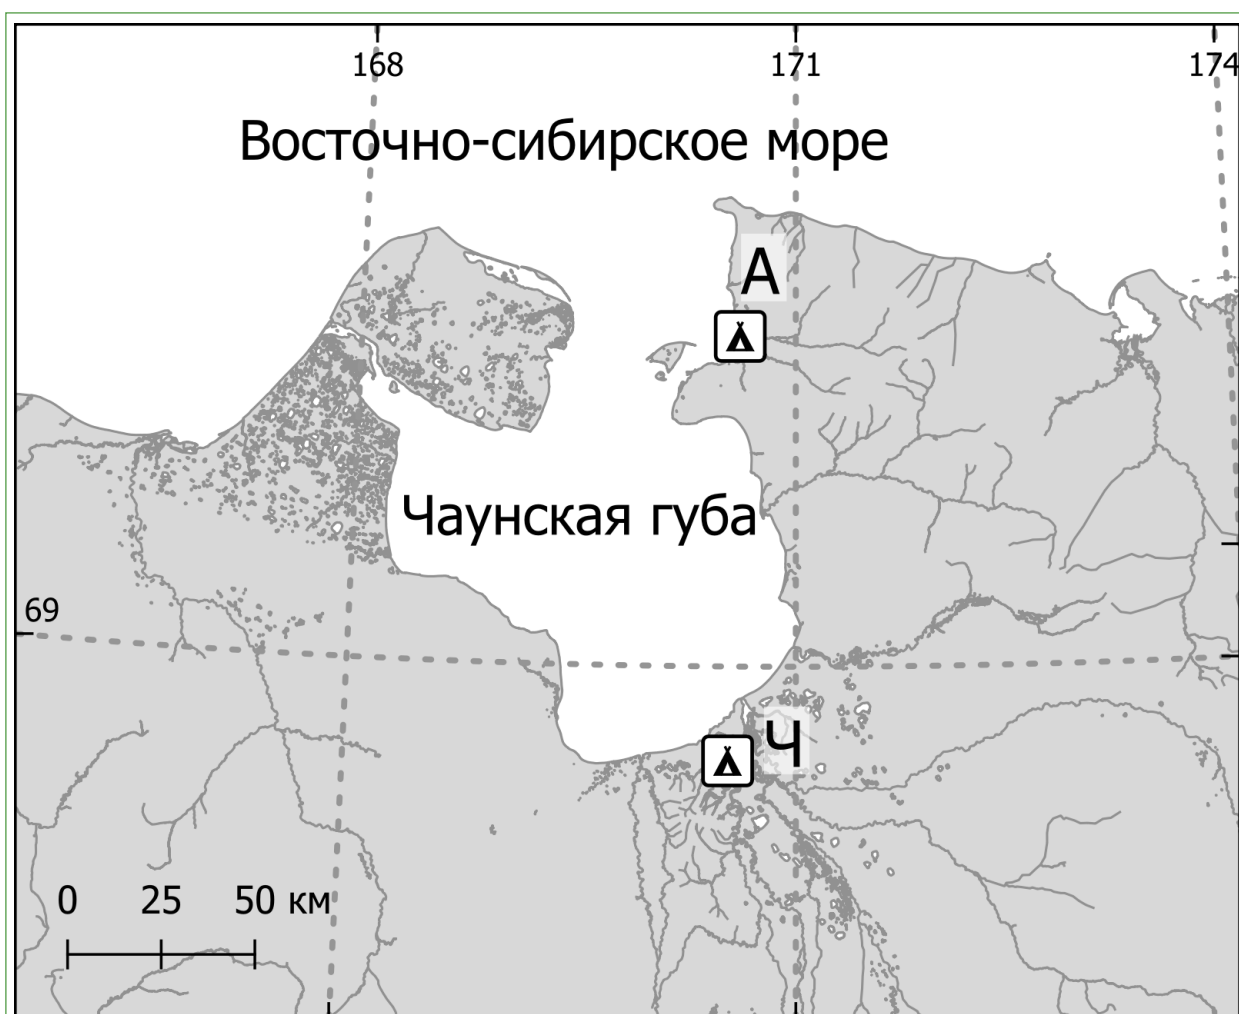 168 171 174
Восточно-сибирское море
А
Чаунская губа
69
Ч
0 25 50 км